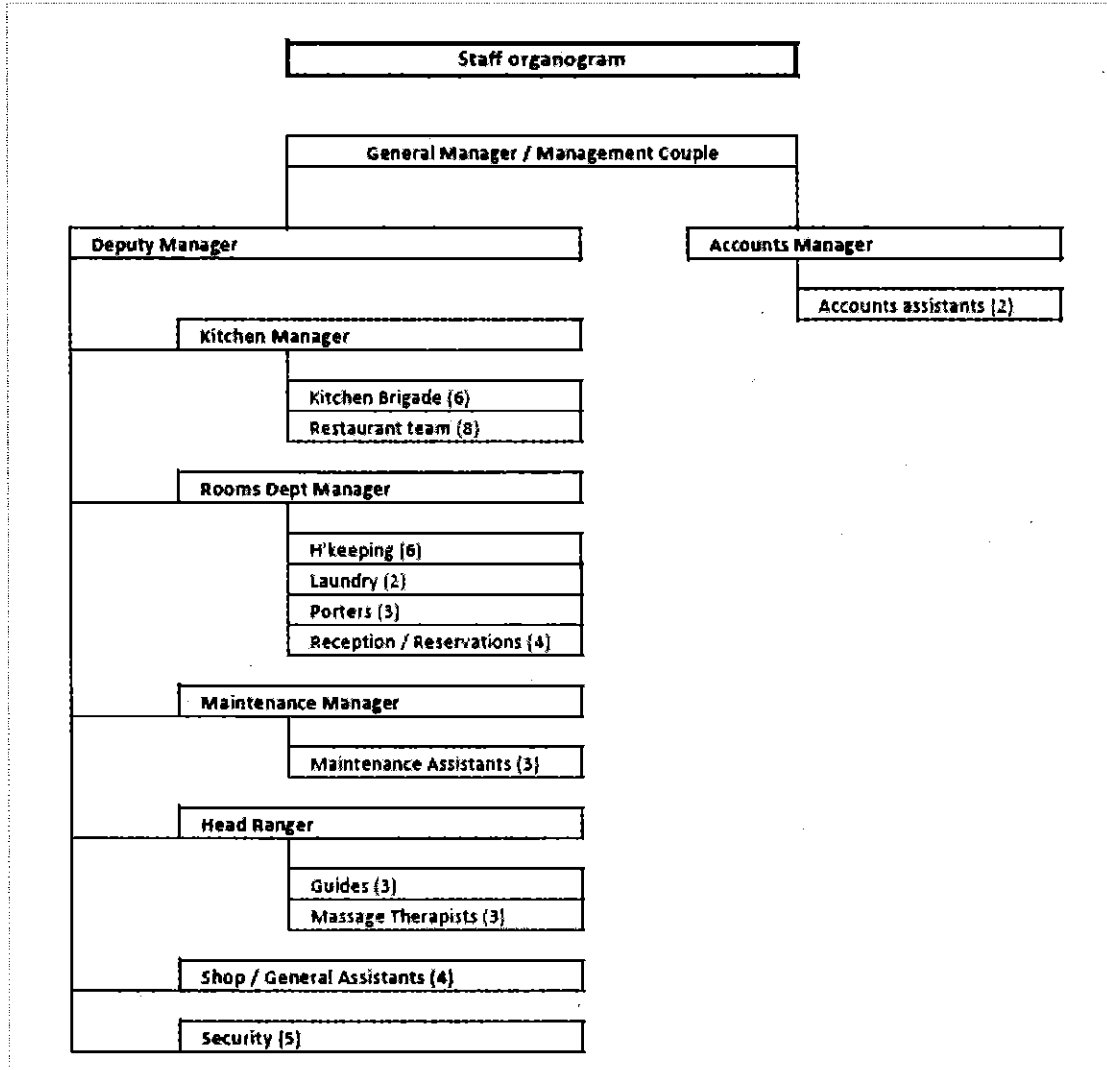 Staff organogram
General Manager / Management Couple
Deputy Manager
Accounts Manager
Accounts assistants (2)
Kitchen Manager
Kitchen Brigade (6)
Restaurant team (8)
Rooms Dept Manager
H'keeping (6)
Laundry (2)
Porters (3)
Reception / Reservations (4)
Maintenance Manager
Maintenance Assistants (3)
Head Ranger
Guides (3)
Massage Therapists (3)
Shop / General Assistants (4)
Security (5)